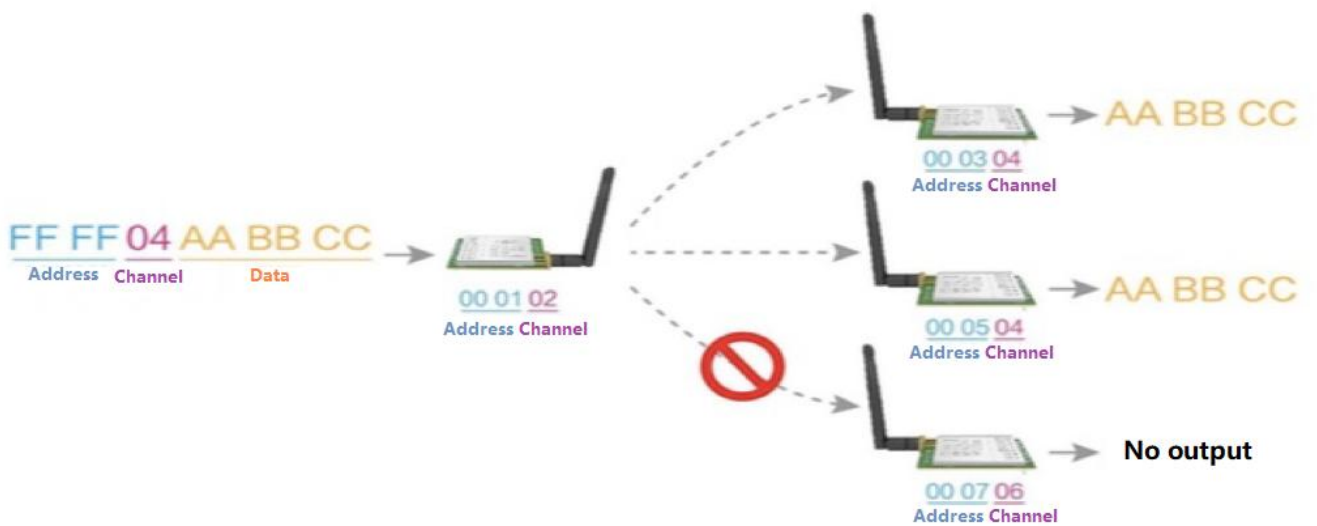 AA BB CC
00 03 04
Address Channel
FF FF 04 AA BB CC
Address Channel Data
00 01 02
Address Channel
AA BB CC
00 05 04
Address Channel
No output
00 07 06
Address Channel